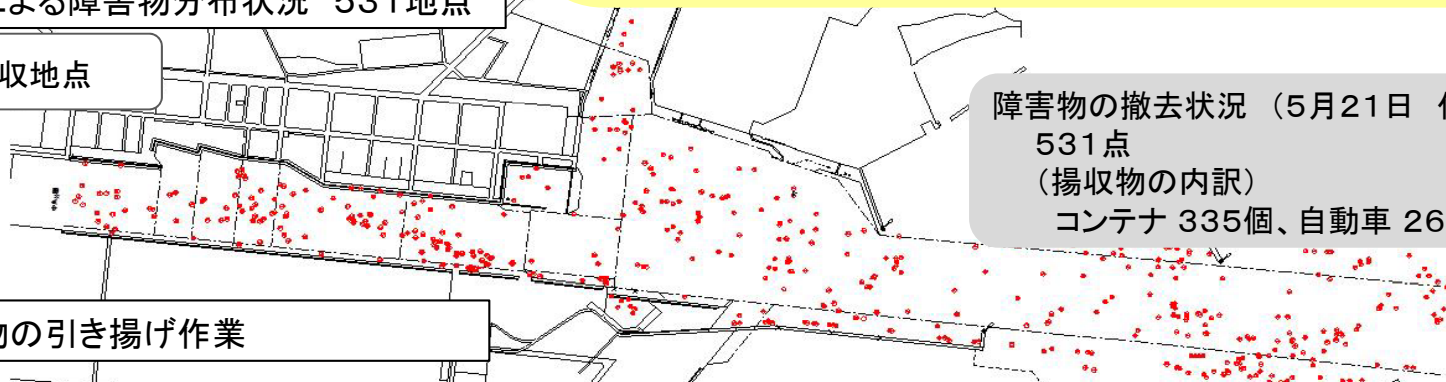 よる障害物分布状況 531地点
収地点
障害物の撤去状況 (5月21日
531点
(揚収物の内訳)
コンテナ 335個、自動車 26
の引き揚げ作業